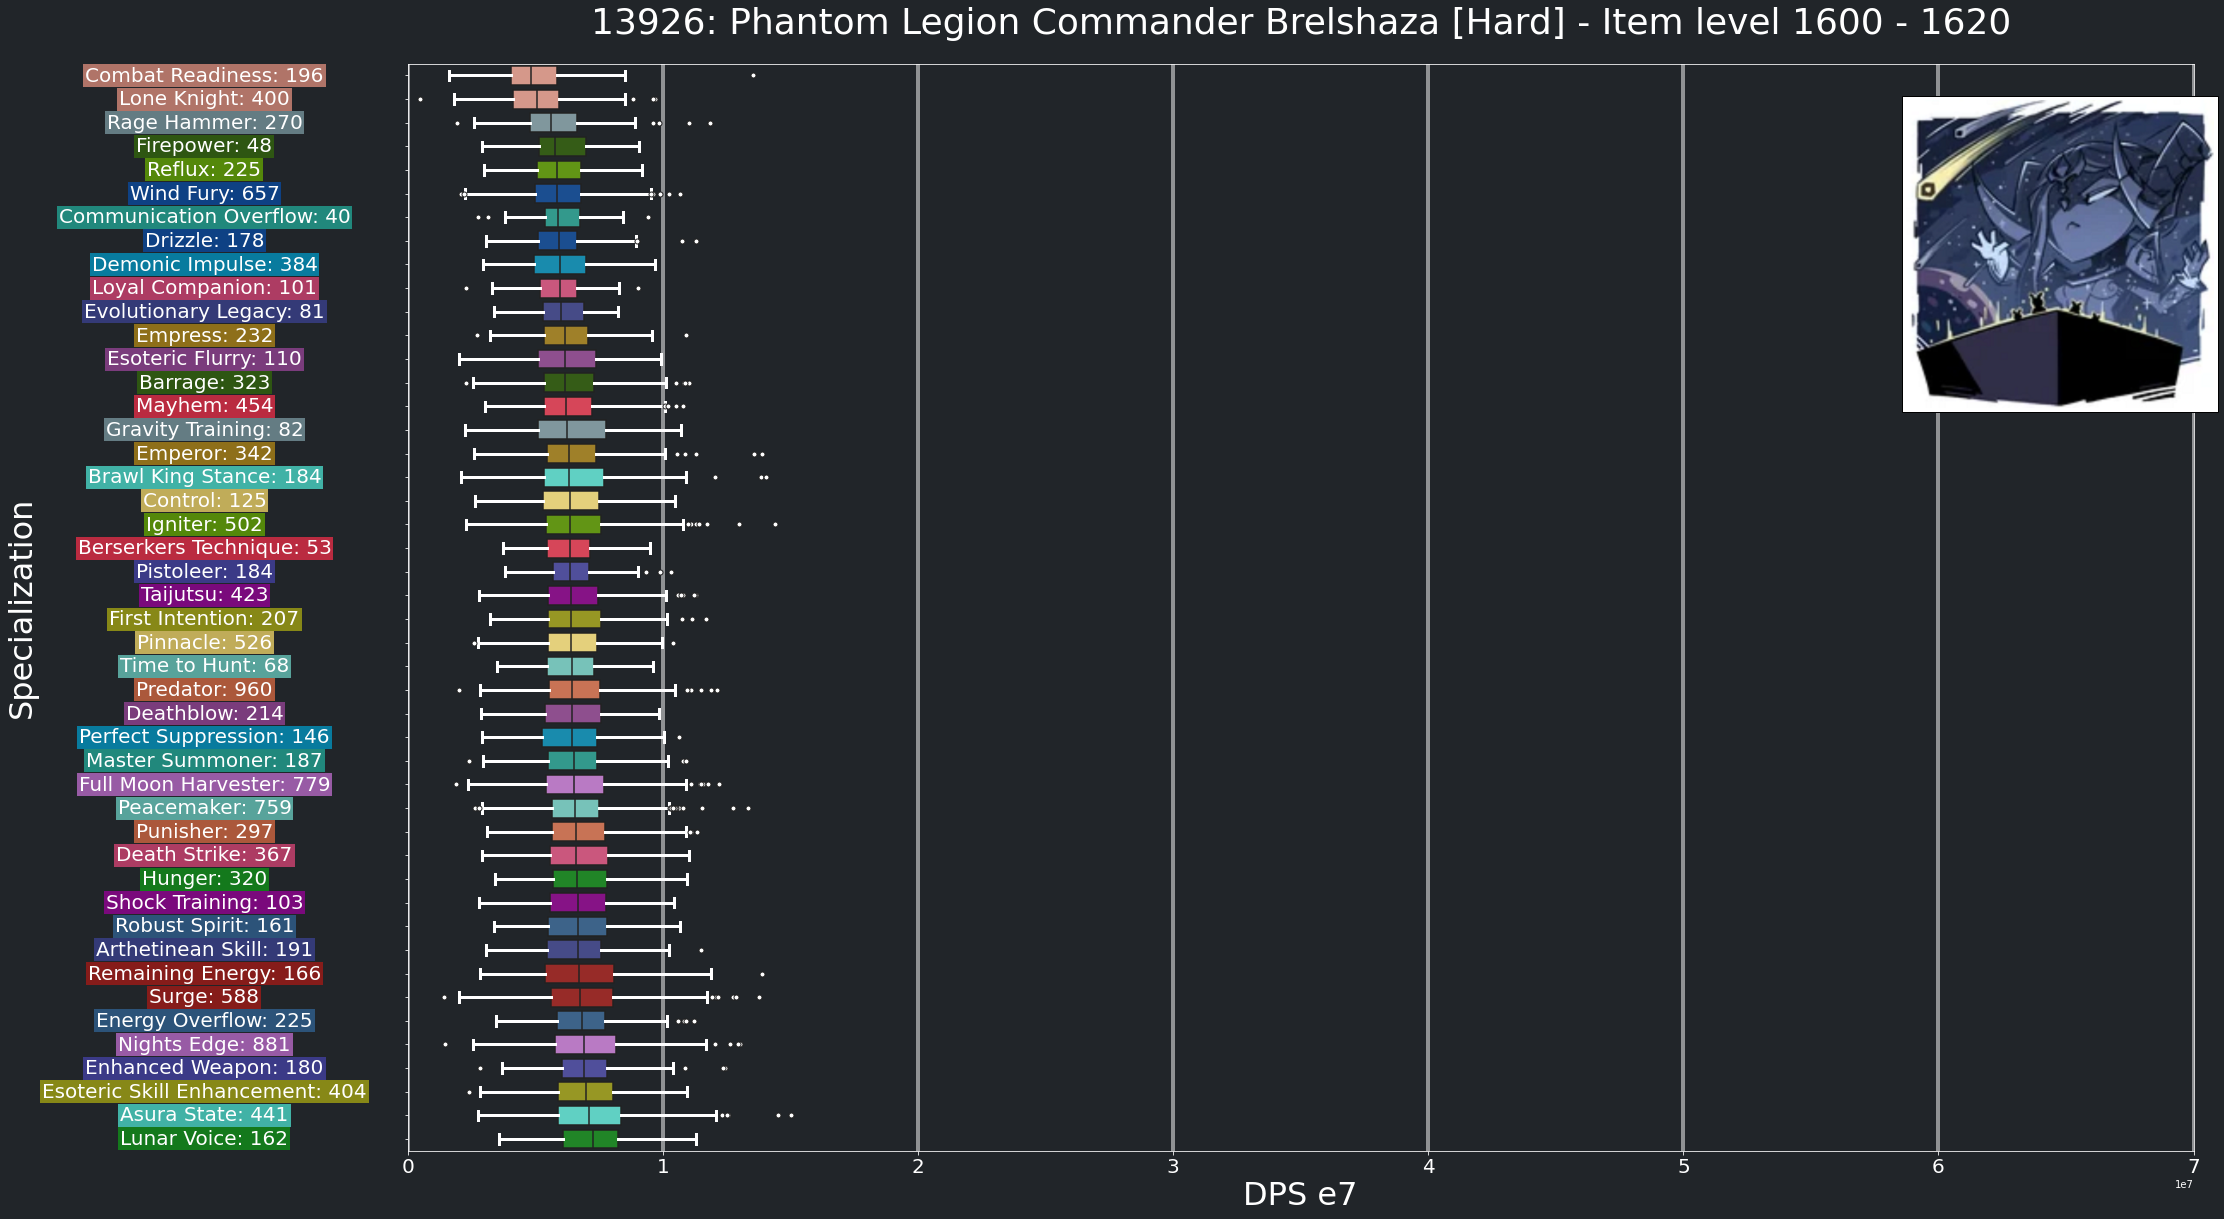 13926: Phantom Legion Commander Brelshaza [Hard] - Item level 1600 - 1620
Specialization
Combat Readiness: 196
Lone Knight: 400
Rage Hammer: 270
Firepower: 48
Reflux: 225
Wind Fury: 657
Communication Overflow: 40
Drizzle: 178
Demonic Impulse: 384
Loyal Companion: 101
Evolutionary Legacy: 81
Empress: 232
Esoteric Flurry: 110
Barrage: 323
Mayhem: 454
Gravity Training: 82
Emperor: 342
Brawl King Stance: 184
Control: 125
Igniter: 502
Berserkers Technique: 53
Pistoleer: 184
Taijutsu: 423
First Intention: 207
Pinnacle: 526
Time to Hunt: 68
Predator: 960
Deathblow: 214
Perfect Suppression: 146
Master Summoner: 187
Full Moon Harvester: 779
Peacemaker: 759
Punisher: 297
Death Strike: 367
Hunger: 320
Shock Training: 103
Robust Spirit: 161
Arthetinean Skill: 191
Remaining Energy: 166
Surge: 588
Energy Overflow: 225
Nights Edge: 881
Enhanced Weapon: 180
Esoteric Skill Enhancement: 404
Asura State: 441
Lunar Voice: 162
0 1 2 3 4 5 6 7
1e7
DPS e7